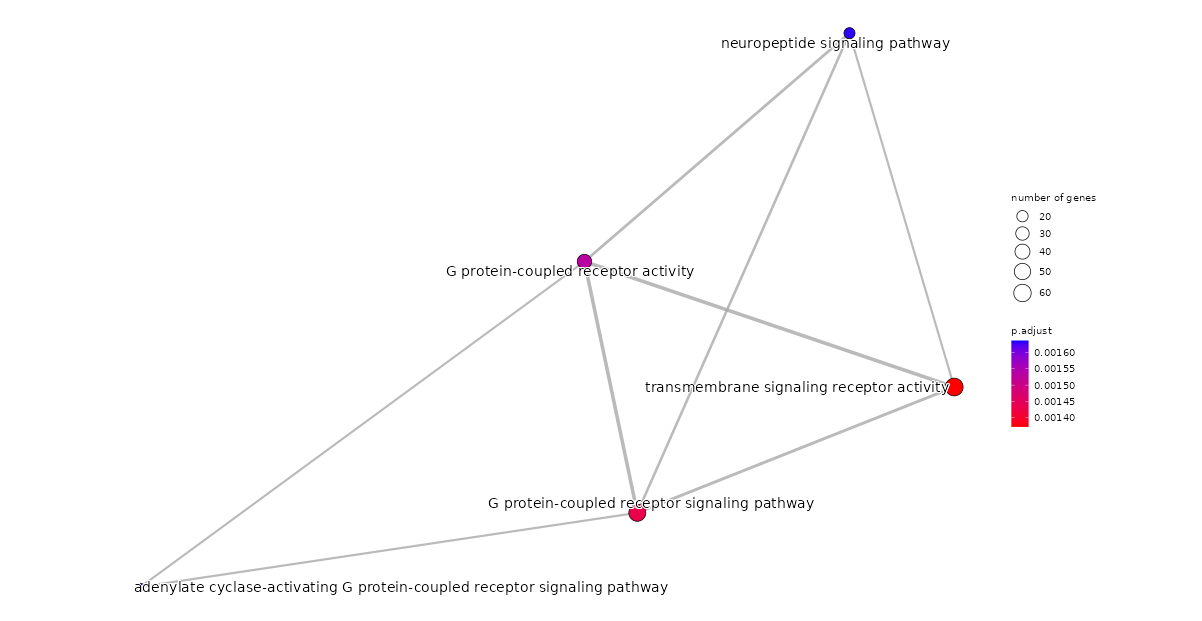 neuropeptide signaling pathway
number of genes
20
30
40
50
60
G protein-coupled receptor activity
p.adjust
0.00160
0.00155
0.00150
0.00145
0.00140
transmembrane signaling receptor activity
G protein-coupled receptor signaling pathway
adenylate cyclase-activating G protein-coupled receptor signaling pathway